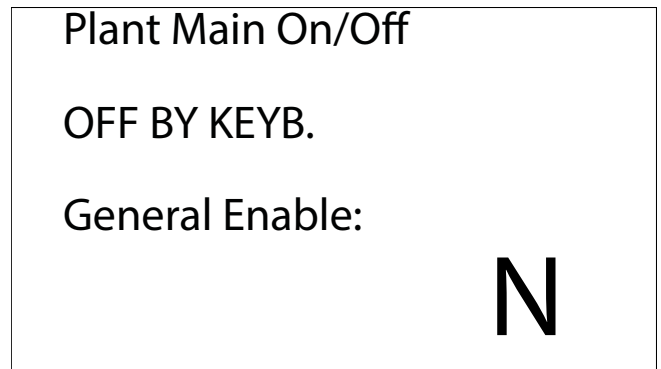 Plant Main On/Off
OFF BY KEYB.
General Enable:
N